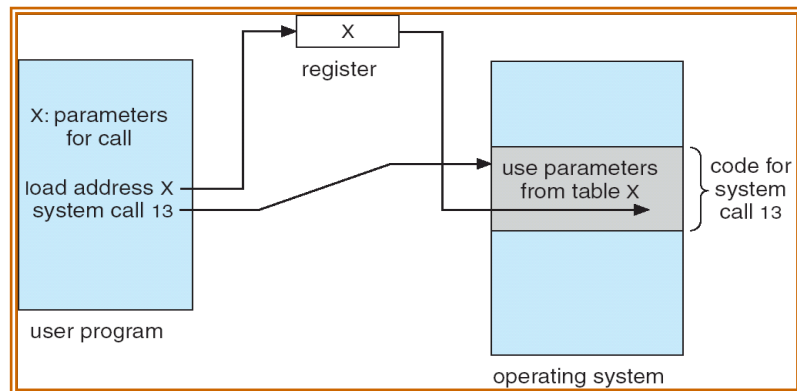 X
register
X: parameters
for call
load address X
system call 13
user program
use parameters
from table X
code for
system
call 13
operating system